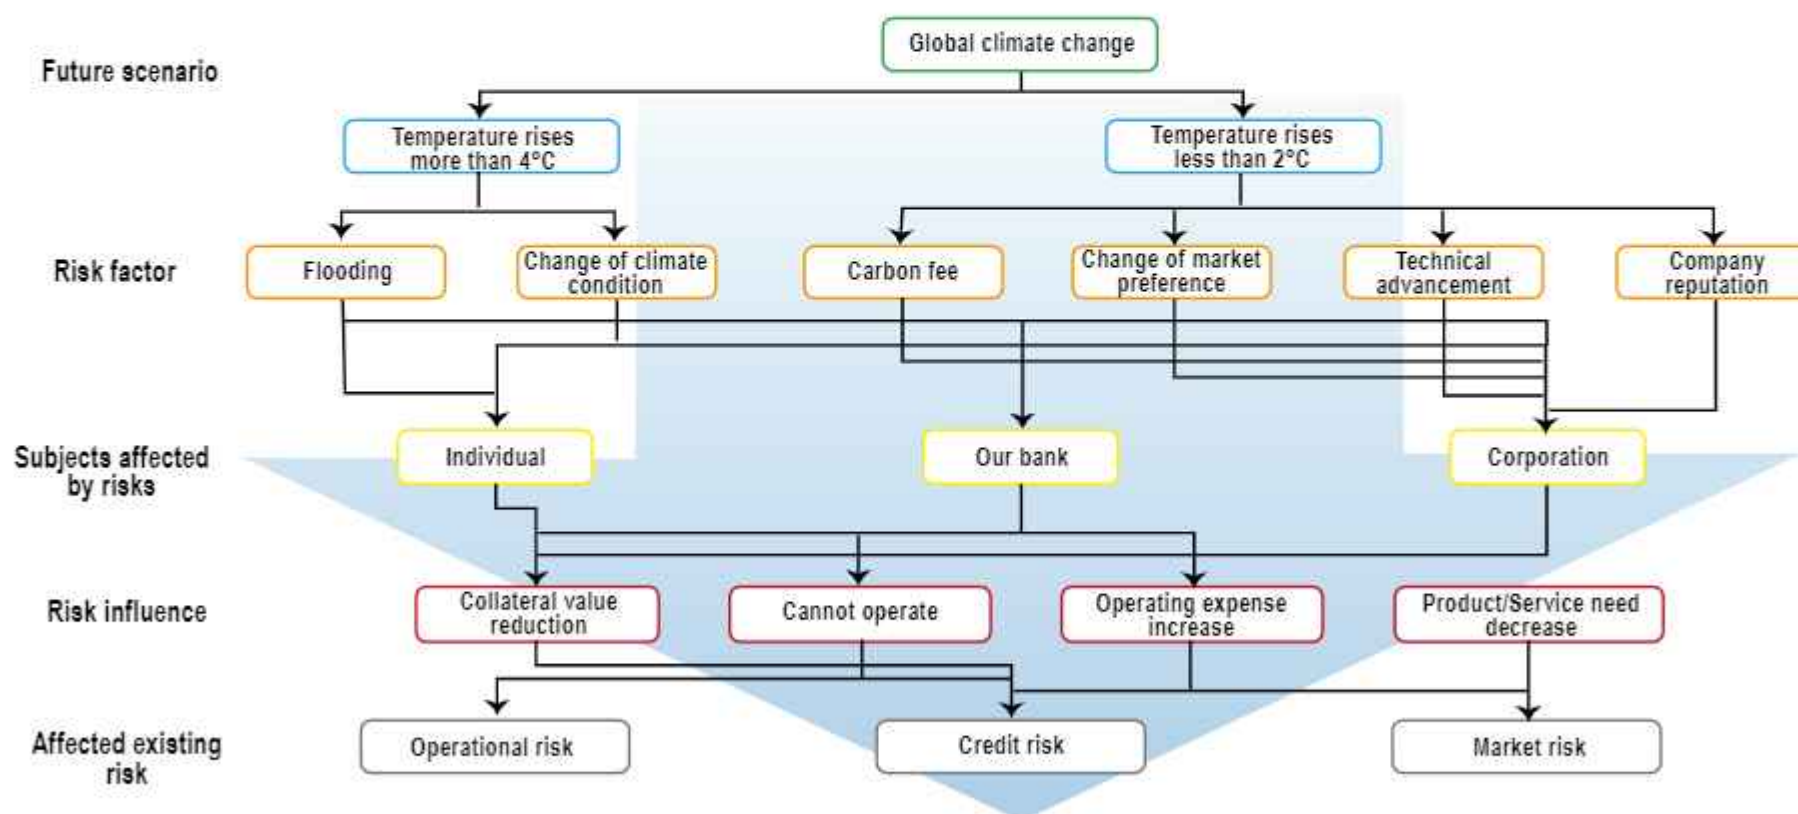 Global climate change
Future scenario
Temperature rises
more than 4°C
Temperature rises
less than 2°C
Risk factor
Flooding
Change of climate
condition
Carbon fee
Change of market
preference
Technical
advancement
Company
reputation
Subjects affected
by risks
Individual
Our bank
Corporation
Risk influence
Collateral value
reduction
Cannot operate
Operating expense
increase
Product/Service need
decrease
Affected existing
risk
Operational risk
Credit risk
Market risk